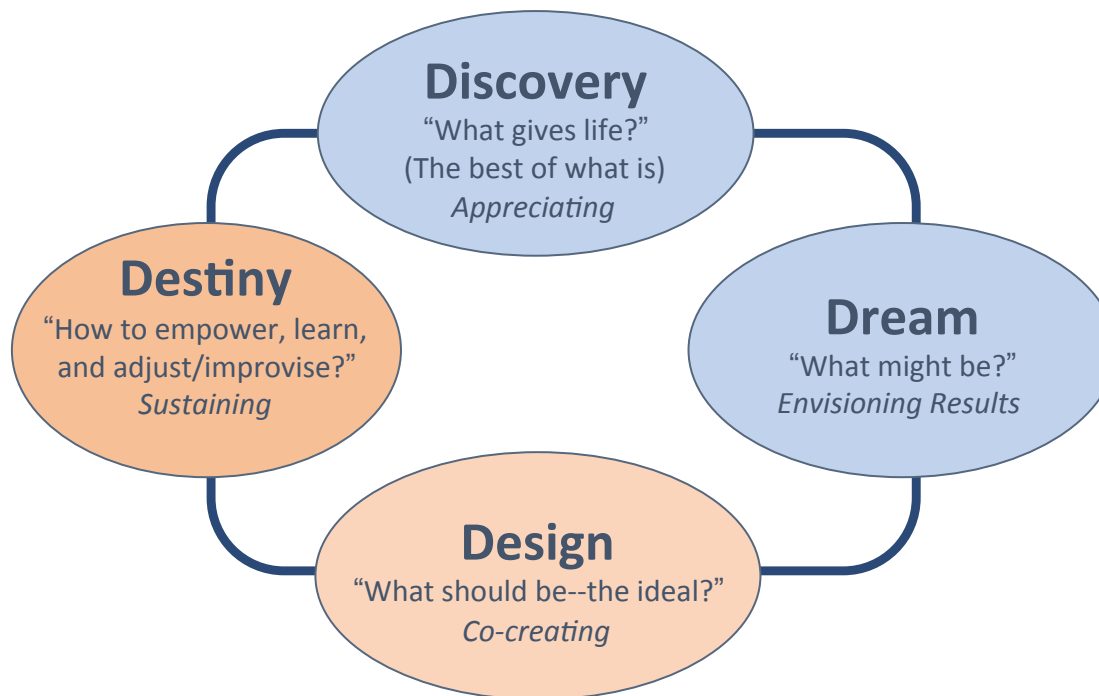 Discovery
“What gives life?”
(The best of what is)
Appreciating
Dream
“What might be?”
Envisioning Results
Design
“What should be--the ideal?”
Co-creating
Destiny
“How to empower, learn,
and adjust/improvise?”
Sustaining